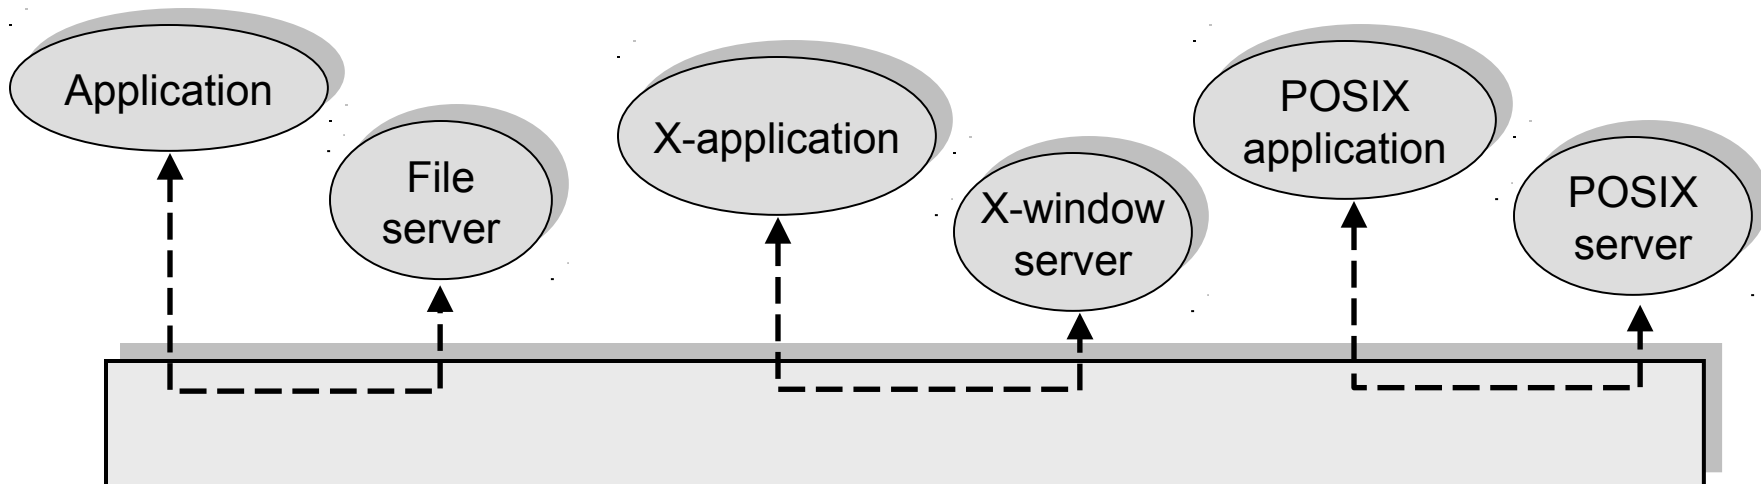 Application
File
server
X-application
X-window
server
POSIX
application
POSIX
server